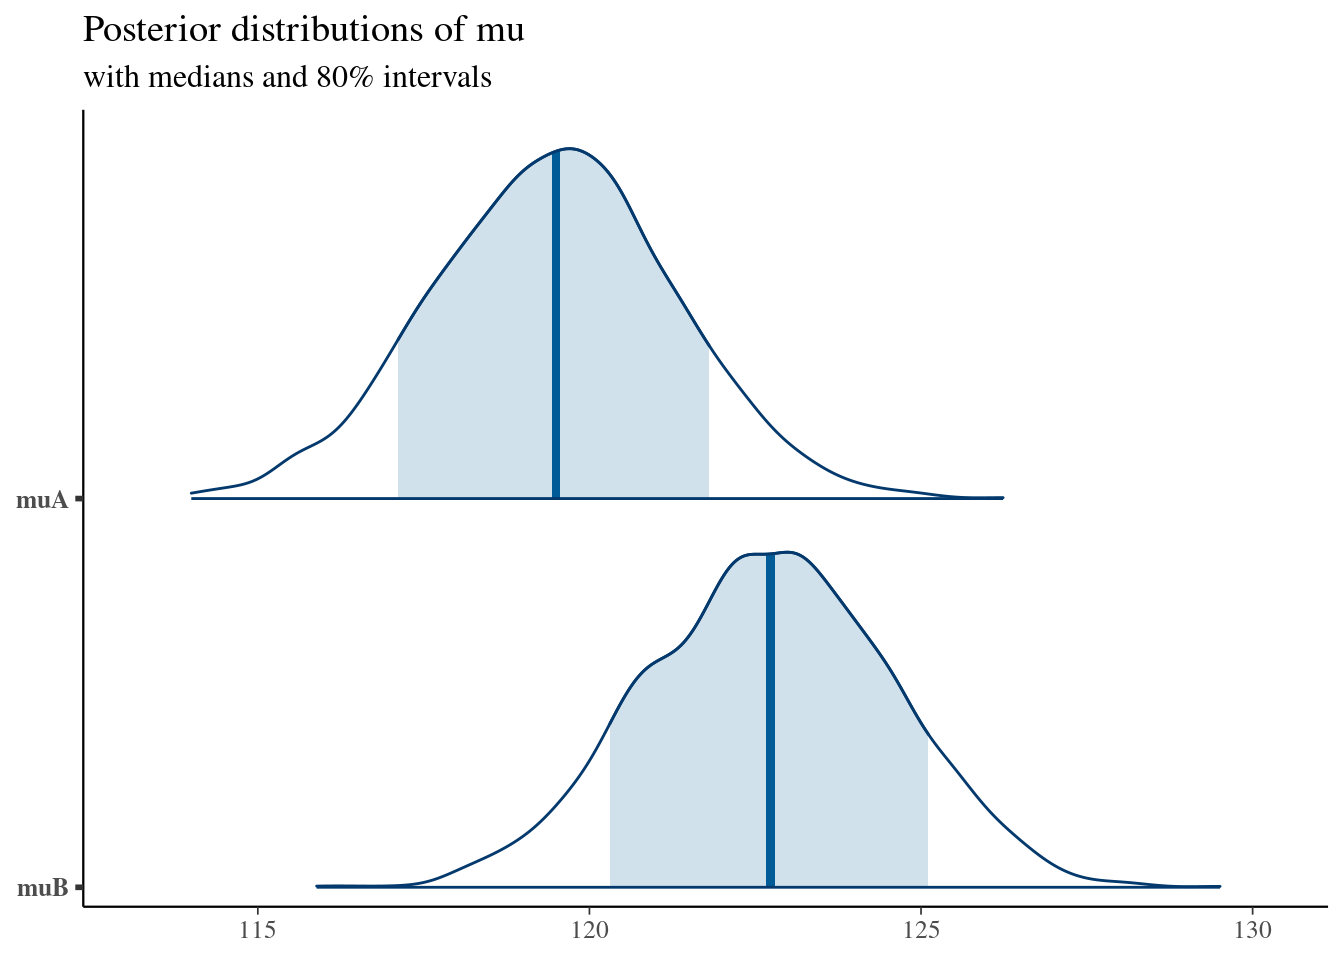 Posterior distributions of mu
with medians and 80% intervals
muA
muB
115 120 125 130